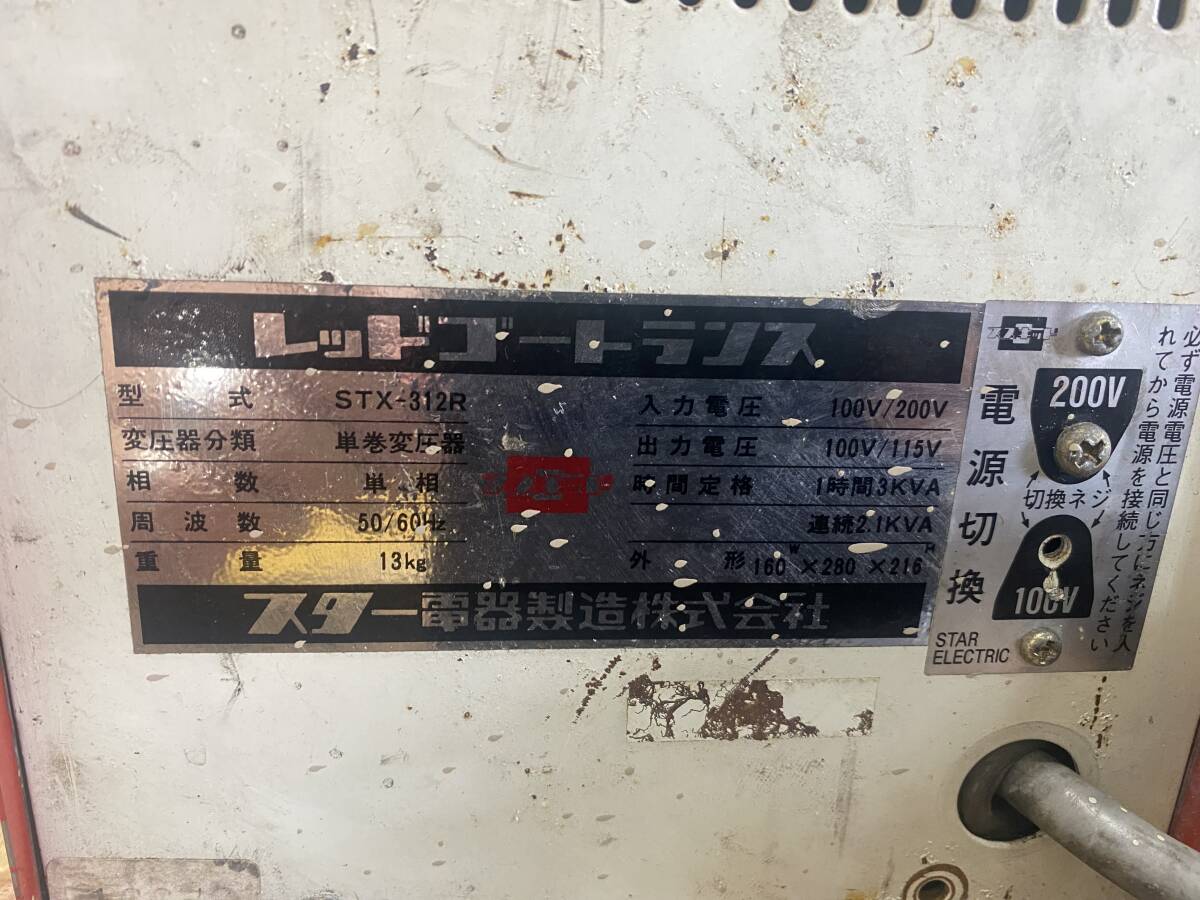 レッドゴートランス
型式 STX-312R
変圧器分類 単巻変圧器
相数 単相
周波数 50/60Hz
重量 13kg
入力電圧 100V/200V
出力電圧 100V/115V
時間定格 1時間3KVA
連続2.1KVA
外形 160W×280×216H
スター電器製造株式会社
電源切換
200V
切換ネジ
100V
STAR
ELECTRIC
必ず電源電圧と同じ方にネジを入
れてから電源を接続してください